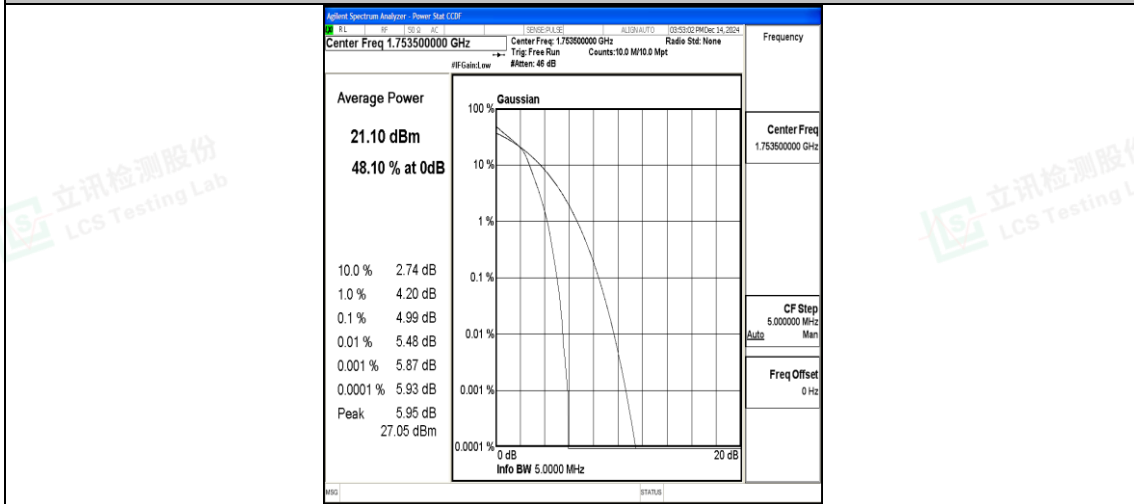 Agilent Spectrum Analyzer - Power Stat CCDF
RL RF 50 Ω AC SENSE:PULSE ALIGN AUTO 03:53:02 PM Dec 14, 2024
Center Freq 1.753500000 GHz
Center Freq: 1.753500000 GHz Radio Std: None
Trig: Free Run Counts:10.0 M/10.0 Mpt
#IFGain:Low #Atten: 46 dB
Frequency
Average Power
21.10 dBm
48.10 % at 0dB
10.0 % 2.74 dB
1.0 % 4.20 dB
0.1 % 4.99 dB
0.01 % 5.48 dB
0.001 % 5.87 dB
0.0001 % 5.93 dB
Peak 5.95 dB
27.05 dBm
Gaussian
100 %
10 %
1 %
0.1 %
0.01 %
0.001 %
0.0001 %
0 dB 20 dB
Info BW 5.0000 MHz
Center Freq
1.753500000 GHz
CF Step
5.000000 MHz
Auto Man
Freq Offset
0 Hz
MSG STATUS
立讯检测股份
LCS Testing Lab
立讯检测股份
LCS Testing L